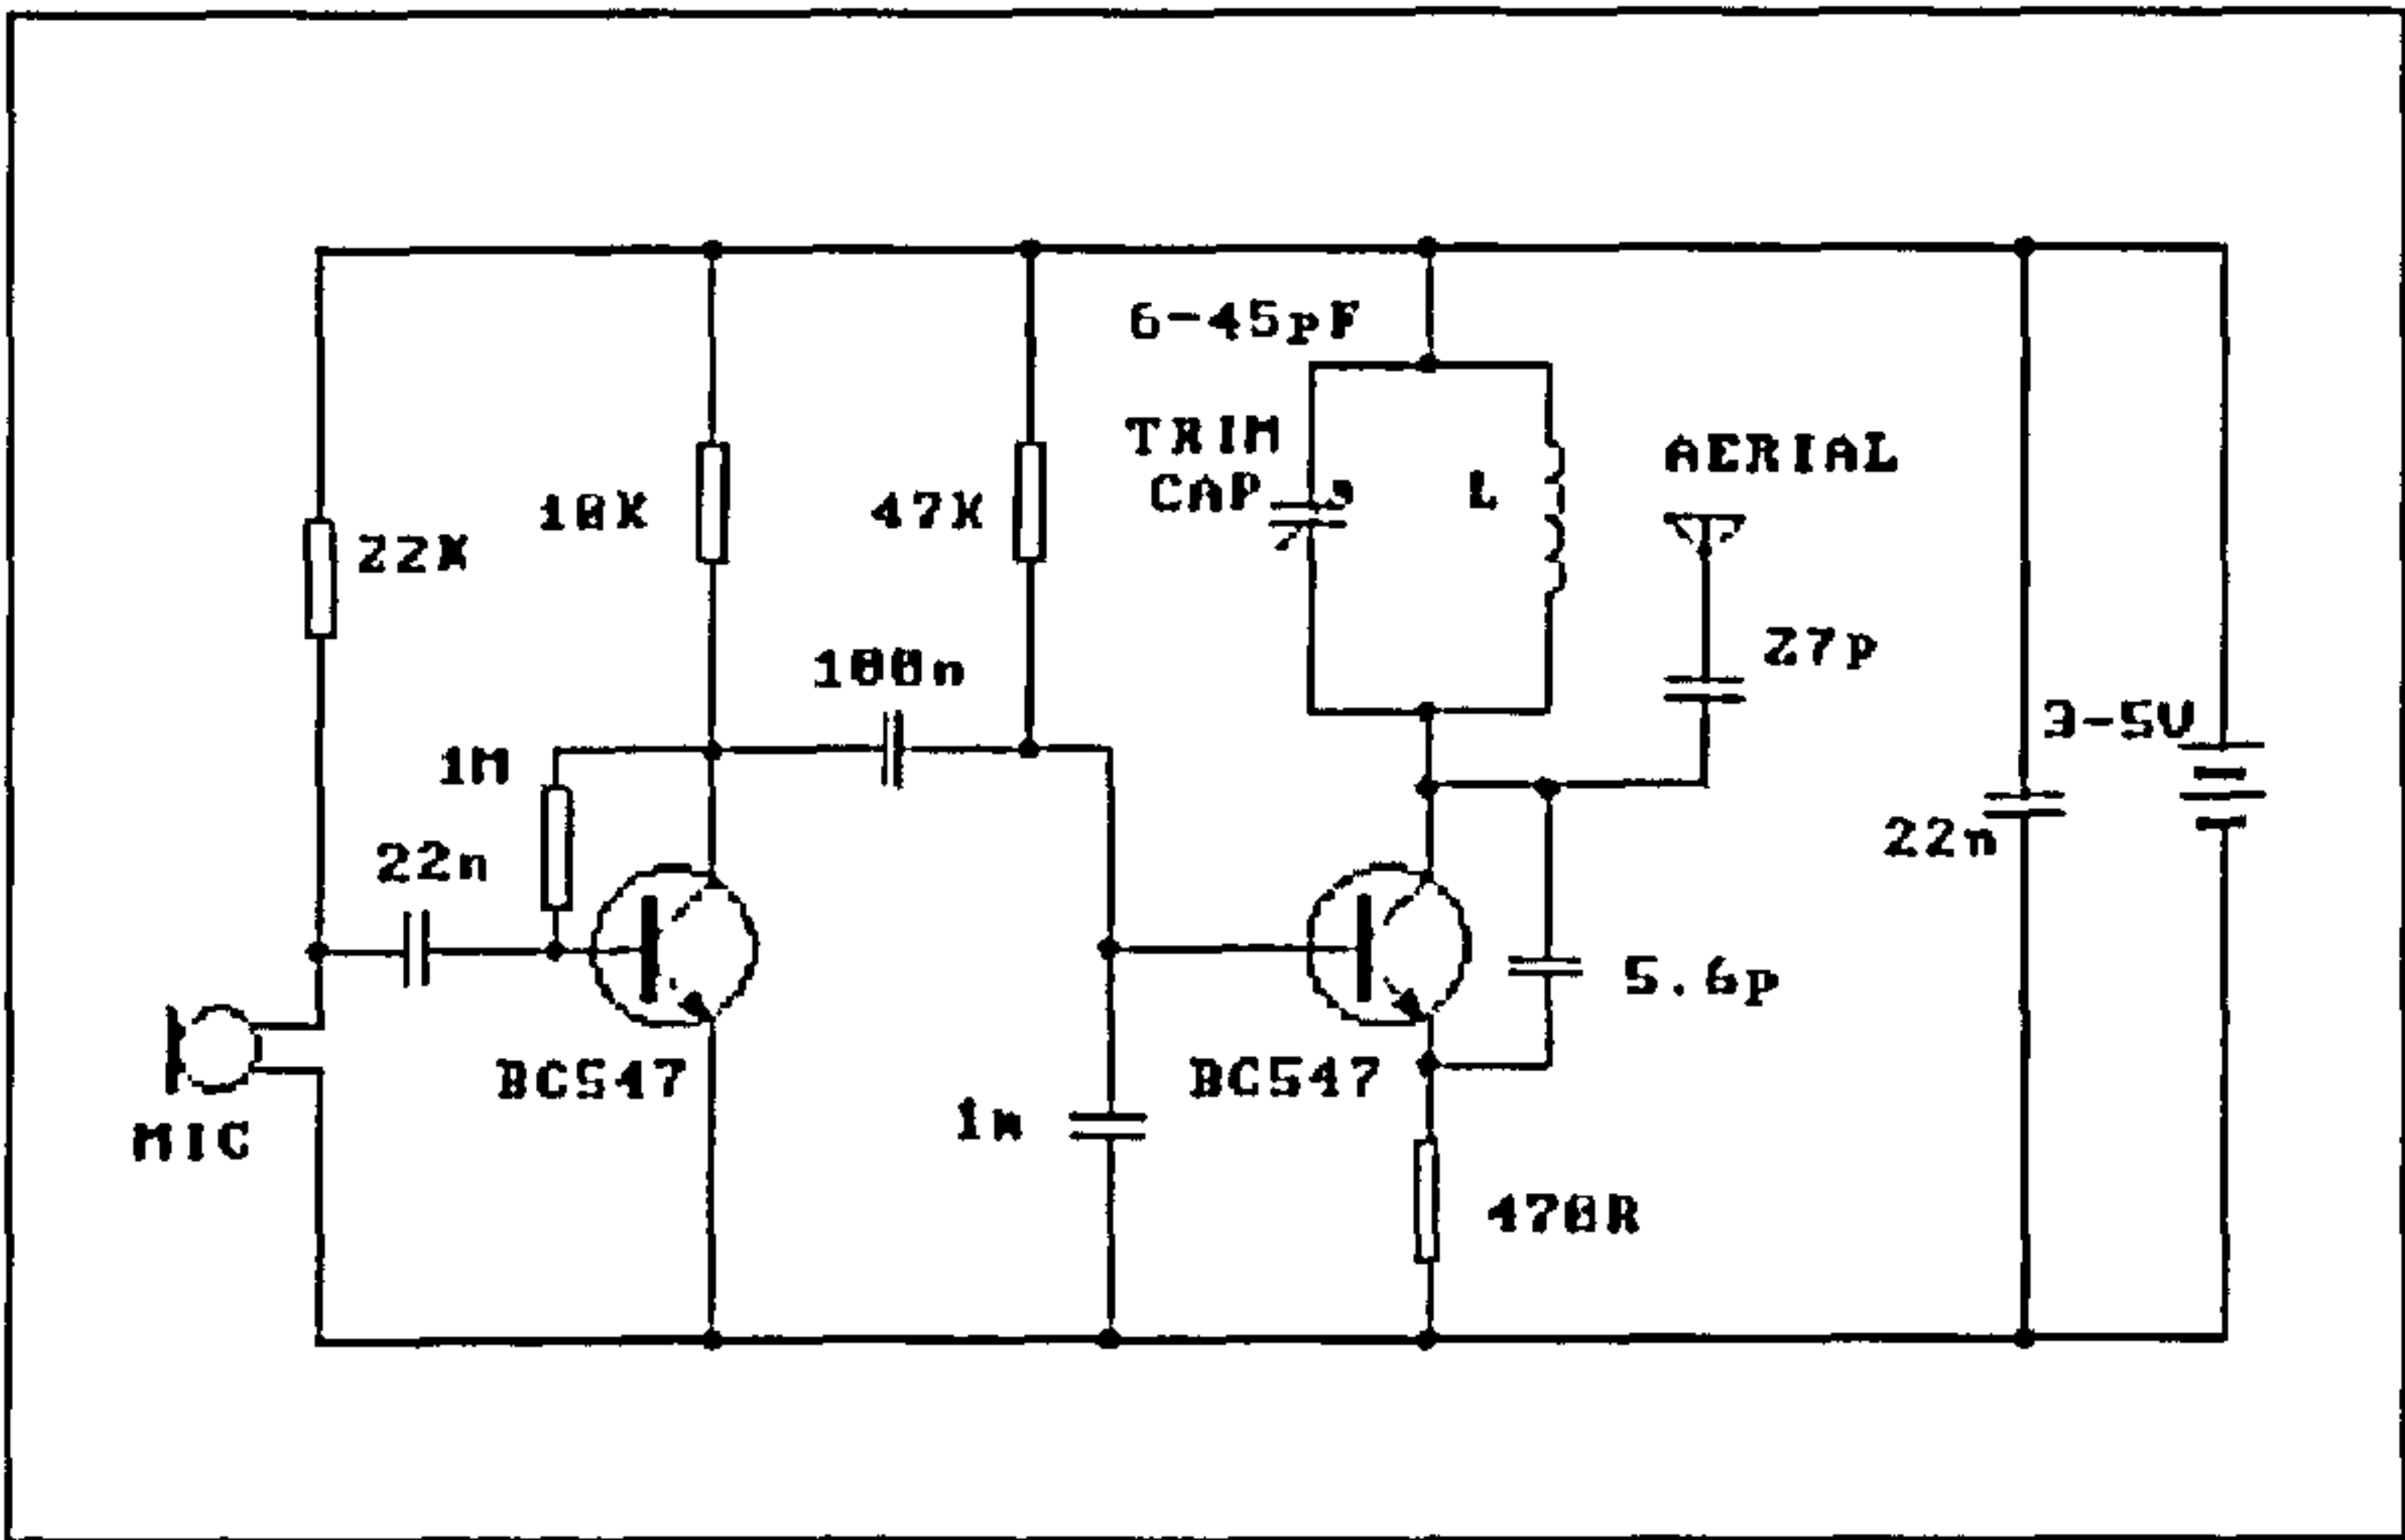 6-45pF
TRIM
CAP
L
AERIAL
22K
10K
47K
100n
27p
3-5V
1M
22n
22n
BC547
MIC
1n
BC547
5.6p
470R